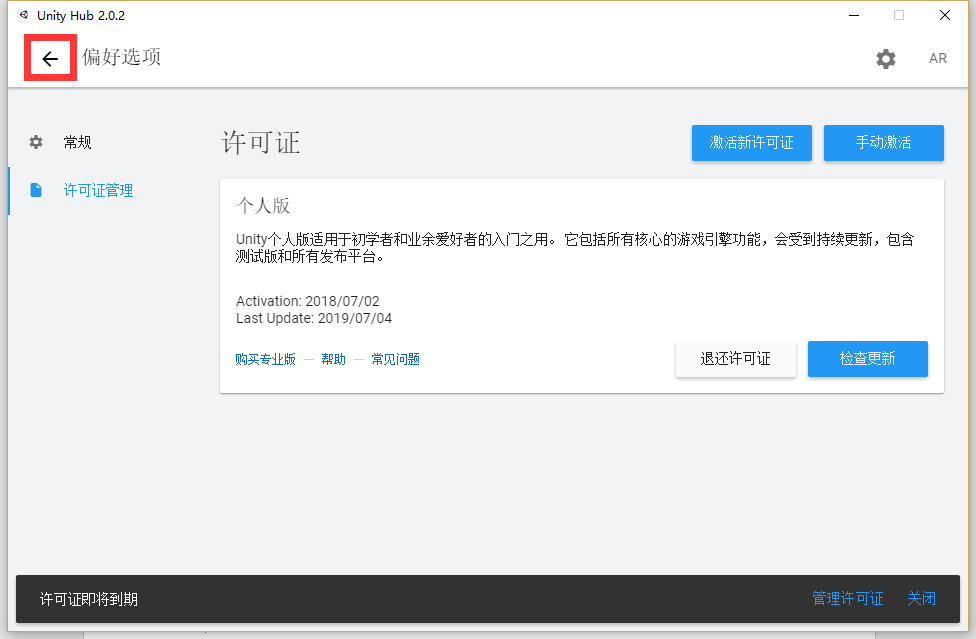 Unity Hub 2.0.2
偏好选项
AR
常规
许可证管理
许可证
激活新许可证
手动激活
个人版
Unity个人版适用于初学者和业余爱好者的入门之用。它包括所有核心的游戏引擎功能，会受到持续更新，包含
测试版和所有发布平台。
Activation: 2018/07/02
Last Update: 2019/07/04
购买专业版 — 帮助 — 常见问题
退还许可证
检查更新
许可证即将到期
管理许可证
关闭